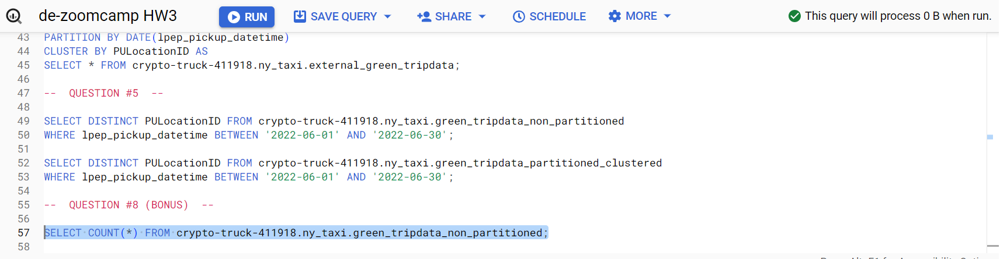 de-zoomcamp HW3 RUN SAVE QUERY SHARE SCHEDULE MORE This query will process 0 B when run.
43 PARTITION BY DATE(lpep_pickup_datetime)
44 CLUSTER BY PULocationID AS
45 SELECT * FROM crypto-truck-411918.ny_taxi.external_green_tripdata;
46
47 --  QUESTION #5  --
48
49 SELECT DISTINCT PULocationID FROM crypto-truck-411918.ny_taxi.green_tripdata_non_partitioned
50 WHERE lpep_pickup_datetime BETWEEN '2022-06-01' AND '2022-06-30';
51
52 SELECT DISTINCT PULocationID FROM crypto-truck-411918.ny_taxi.green_tripdata_partitioned_clustered
53 WHERE lpep_pickup_datetime BETWEEN '2022-06-01' AND '2022-06-30';
54
55 --  QUESTION #8 (BONUS)  --
56
57 SELECT COUNT(*) FROM crypto-truck-411918.ny_taxi.green_tripdata_non_partitioned;
58